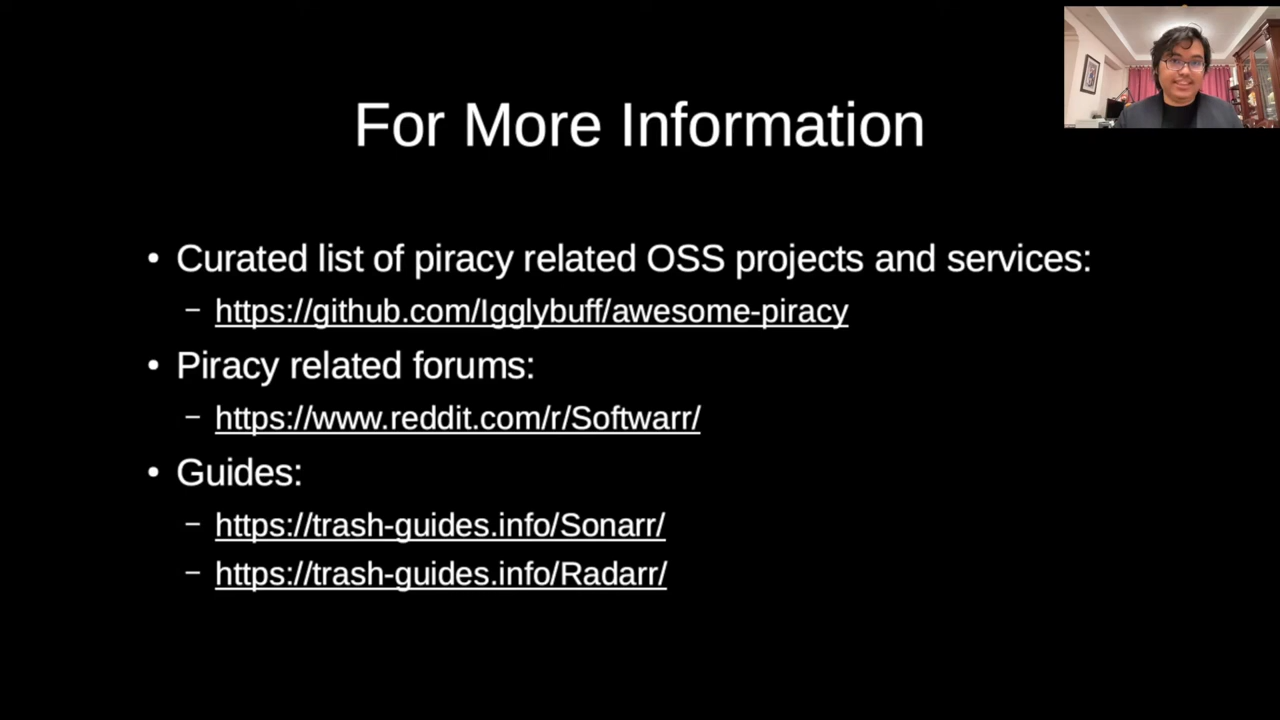 For More Information
• Curated list of piracy related OSS projects and services:
– https://github.com/Igglybuff/awesome-piracy
• Piracy related forums:
– https://www.reddit.com/r/Softwarr/
• Guides:
– https://trash-guides.info/Sonarr/
– https://trash-guides.info/Radarr/